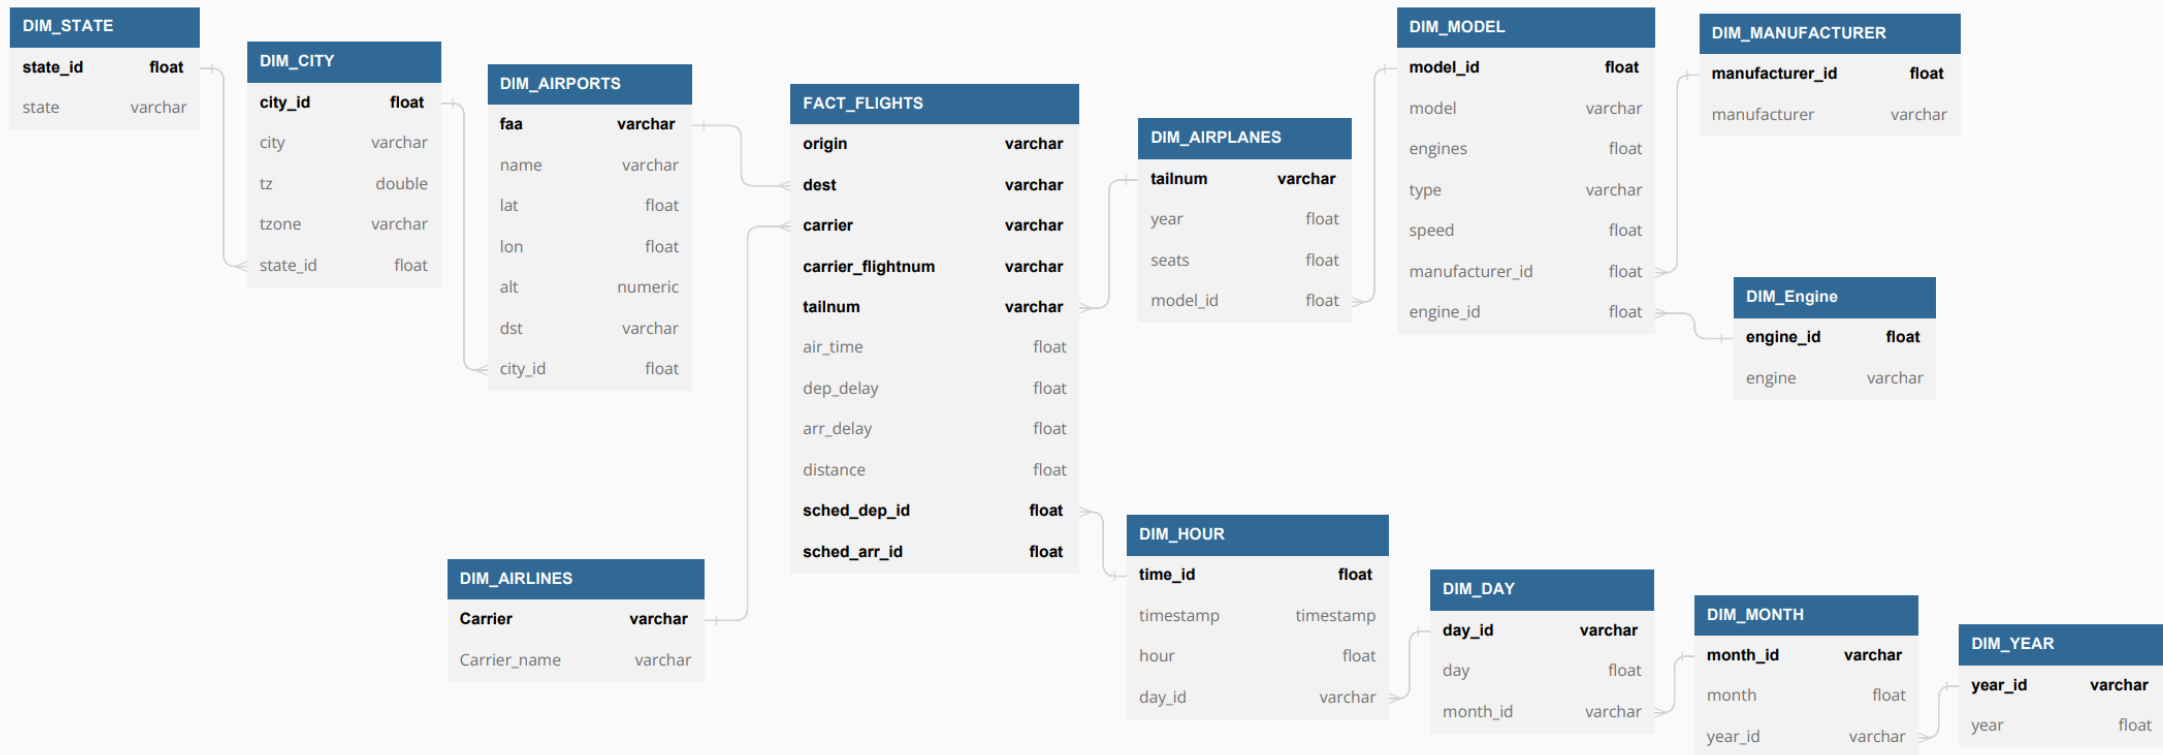 DIM_STATE
state_id float
state varchar
DIM_CITY
city_id float
city varchar
tz double
tzone varchar
state_id float
DIM_AIRPORTS
faa varchar
name varchar
lat float
lon float
alt numeric
dst varchar
city_id float
FACT_FLIGHTS
origin varchar
dest varchar
carrier varchar
carrier_flightnum varchar
tailnum varchar
air_time float
dep_delay float
arr_delay float
distance float
sched_dep_id float
sched_arr_id float
DIM_AIRPLANES
tailnum varchar
year float
seats float
model_id float
DIM_MODEL
model_id float
model varchar
engines float
type varchar
speed float
manufacturer_id float
engine_id float
DIM_MANUFACTURER
manufacturer_id float
manufacturer varchar
DIM_Engine
engine_id float
engine varchar
DIM_AIRLINES
Carrier varchar
Carrier_name varchar
DIM_HOUR
time_id float
timestamp timestamp
hour float
day_id varchar
DIM_DAY
day_id varchar
day float
month_id varchar
DIM_MONTH
month_id varchar
month float
year_id varchar
DIM_YEAR
year_id varchar
year float